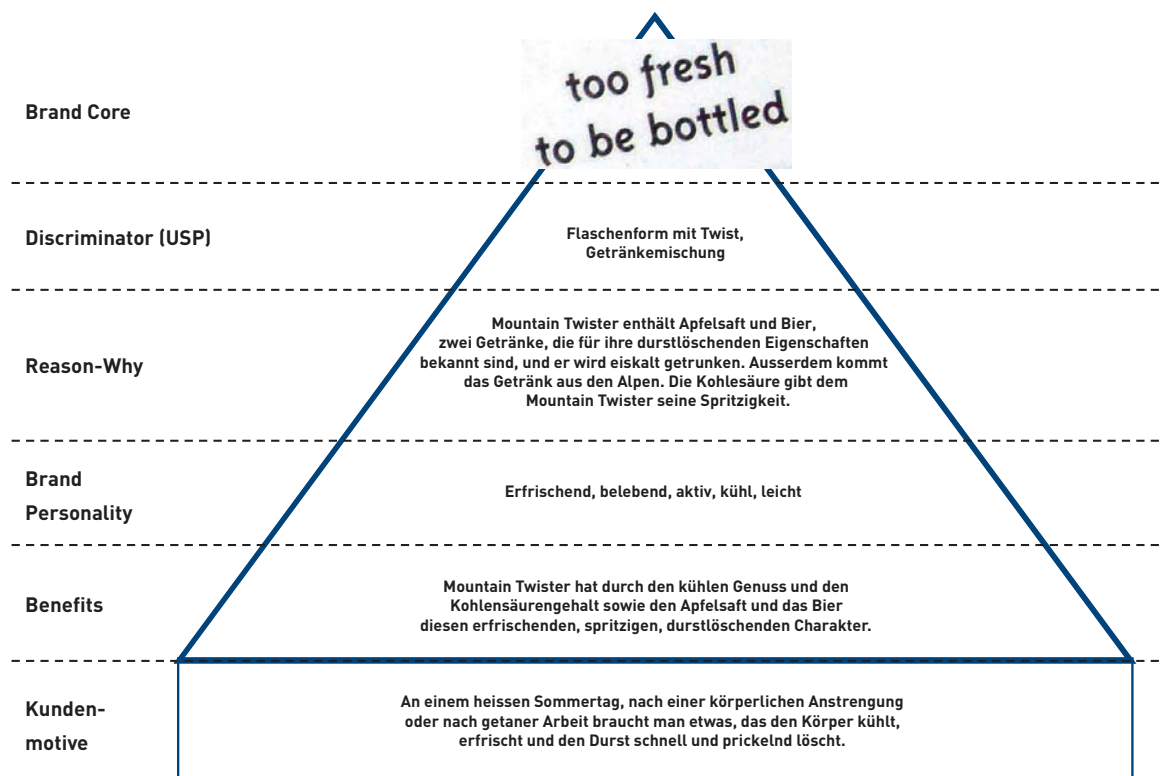 too fresh
to be bottled
Brand Core
Discriminator (USP)
Flaschenform mit Twist,
Getränkemischung
Reason-Why
Mountain Twister enthält Apfelsaft und Bier,
zwei Getränke, die für ihre durstlöschenden Eigenschaften
bekannt sind, und er wird eiskalt getrunken. Ausserdem kommt
das Getränk aus den Alpen. Die Kohlesäure gibt dem
Mountain Twister seine Spritzigkeit.
Brand
Personality
Erfrischend, belebend, aktiv, kühl, leicht
Benefits
Mountain Twister hat durch den kühlen Genuss und den
Kohlensäurengehalt sowie den Apfelsaft und das Bier
diesen erfrischenden, spritzigen, durstlöschenden Charakter.
Kunden-
motive
An einem heissen Sommertag, nach einer körperlichen Anstrengung
oder nach getaner Arbeit braucht man etwas, das den Körper kühlt,
erfrischt und den Durst schnell und prickelnd löscht.